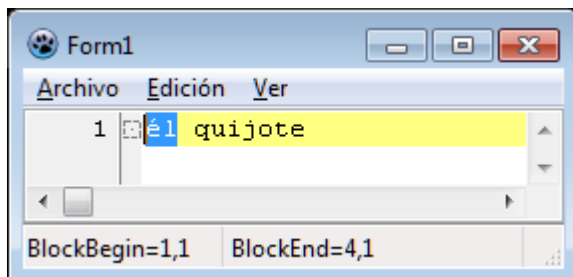 Form1
Archivo Edición Ver
1 él quijote
BlockBegin=1,1 BlockEnd=4,1